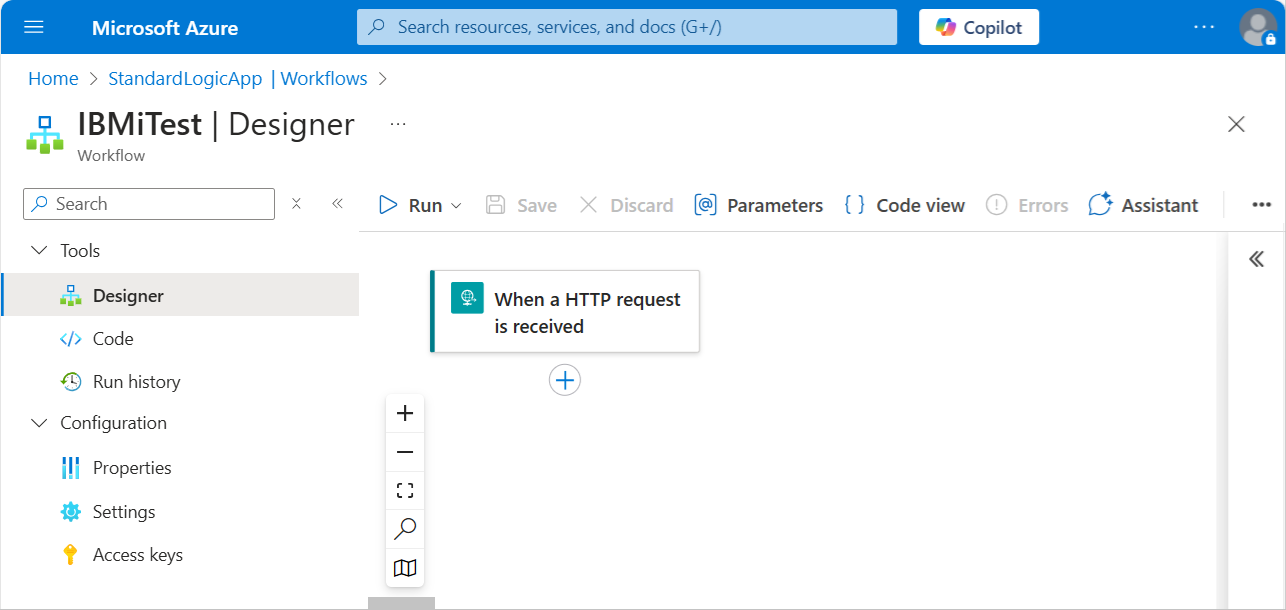 Microsoft Azure
Search resources, services, and docs (G+/)
Copilot
Home > StandardLogicApp | Workflows >
IBMiTest | Designer
Workflow
Search
Run
Save
Discard
Parameters
Code view
Errors
Assistant
Tools
Designer
Code
Run history
Configuration
Properties
Settings
Access keys
When a HTTP request
is received